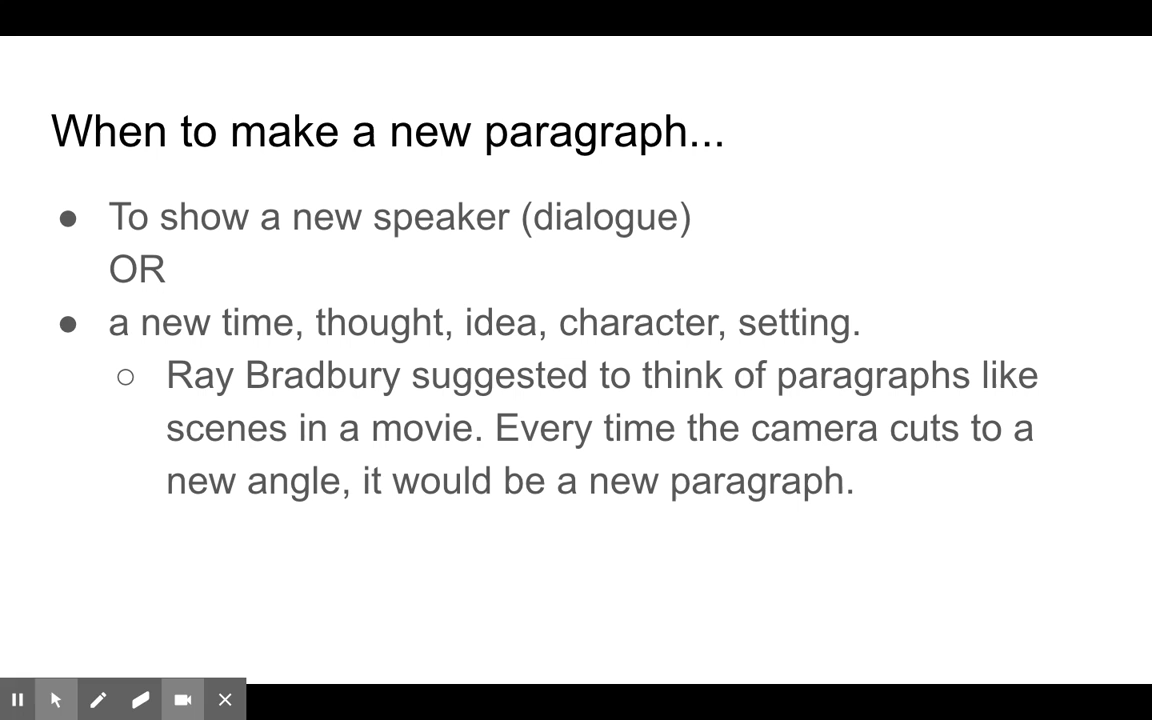 When to make a new paragraph...
● To show a new speaker (dialogue)
OR
● a new time, thought, idea, character, setting.
○ Ray Bradbury suggested to think of paragraphs like
scenes in a movie. Every time the camera cuts to a
new angle, it would be a new paragraph.